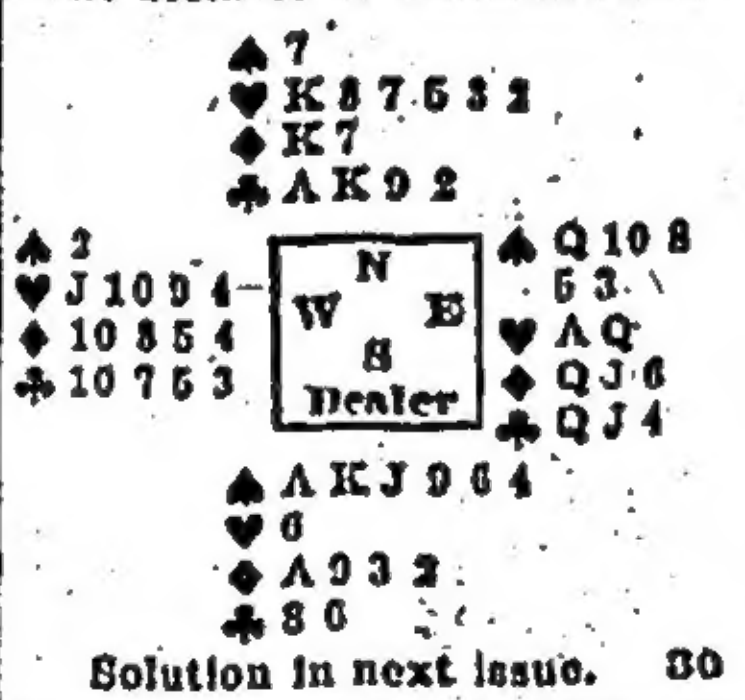 ♠ 7
♥ K 8 7 5 3 2
♦ K 7
♣ A K 9 2
♠ 2
♥ J 10 9 4
♦ 10 8 5 4
♣ 10 7 5 3
N
W E
S
Dealer
♠ Q 10 8
5 3
♥ A Q
♦ Q J 6
♣ Q J 4
♠ A K J 9 6 4
♥ 6
♦ A 9 3 2
♣ 8 6
Solution in next issue.